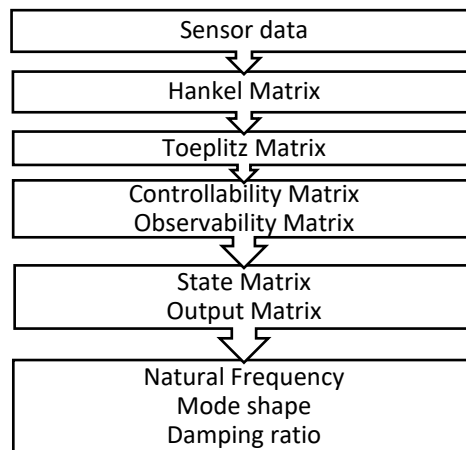 Sensor data
Hankel Matrix
Toeplitz Matrix
Controllability Matrix
Observability Matrix
State Matrix
Output Matrix
Natural Frequency
Mode shape
Damping ratio